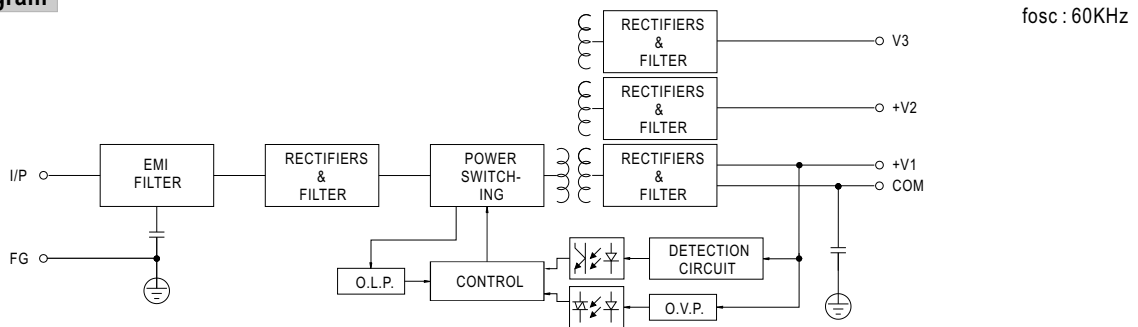 fosc : 60KHz
RECTIFIERS
&
FILTER
V3
RECTIFIERS
&
FILTER
+V2
I/P
EMI
FILTER
RECTIFIERS
&
FILTER
POWER
SWITCH-
ING
RECTIFIERS
&
FILTER
+V1
COM
FG
O.L.P.
CONTROL
DETECTION
CIRCUIT
O.V.P.